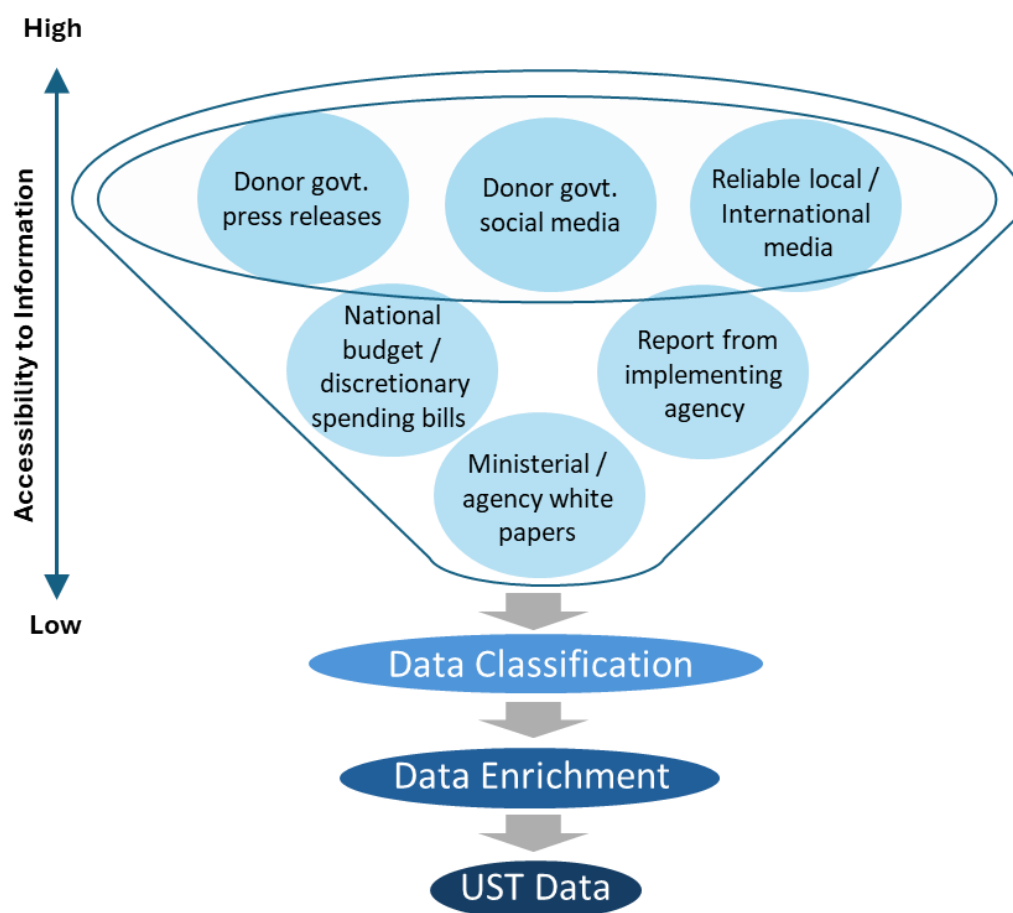 High
Accessibility to Information
Low
Donor govt.
press releases
Donor govt.
social media
Reliable local /
International
media
National
budget /
discretionary
spending bills
Report from
implementing
agency
Ministerial /
agency white
papers
Data Classification
Data Enrichment
UST Data